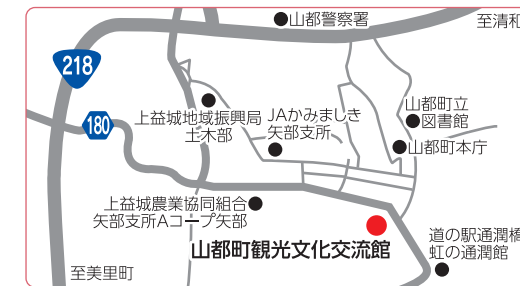 山都警察署
至清和
218
180
上益城地域振興局
土木部
JAかみましき
矢部支所
山都町立
図書館
山都町本庁
上益城農業協同組合
矢部支所Aコープ矢部
山都町観光文化交流館
道の駅通潤橋
虹の通潤館
至美里町